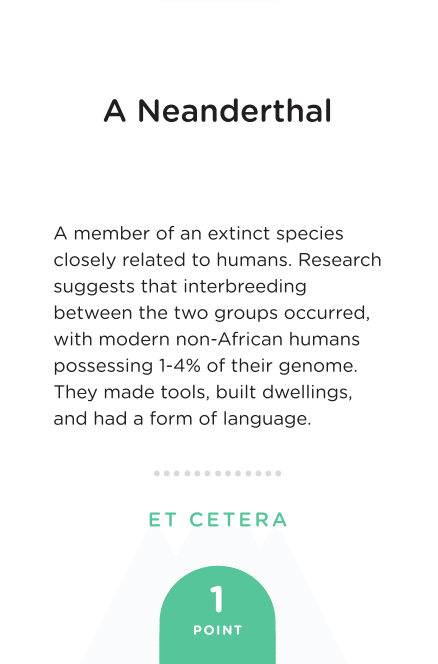 A Neanderthal
A member of an extinct species
closely related to humans. Research
suggests that interbreeding
between the two groups occurred,
with modern non-African humans
possessing 1-4% of their genome.
They made tools, built dwellings,
and had a form of language.
ET CETERA
1
POINT